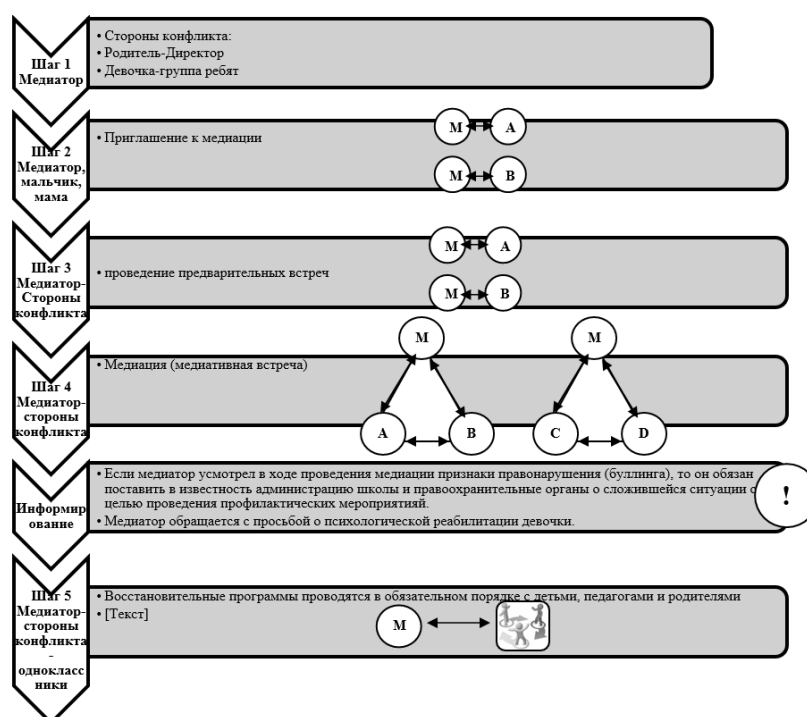 Шаг 1
Медиатор
• Стороны конфликта:
• Родитель-Директор
• Девочка-группа ребят
Шаг 2
Медиатор,
мальчик,
мама
• Приглашение к медиации
M
A
M
B
Шаг 3
Медиатор-
Стороны
конфликта
• проведение предварительных встреч
M
A
M
B
Шаг 4
Медиатор-
стороны
конфликта
• Медиация (медиативная встреча)
M
A
B
M
C
D
Информир
ование
• Если медиатор усмотрел в ходе проведения медиации признаки правонарушения (буллинга), то он обязан
поставить в известность администрацию школы и правоохранительные органы о сложившейся ситуации с
целью проведения профилактических мероприятияй.
• Медиатор обращается с просьбой о психологической реабилитации девочки.
!
Шаг 5
Медиатор-
стороны
конфликта
-
одноклас
сники
• Восстановительные программы проводятся в обязательном порядке с детьми, педагогами и родителями
• [Текст]
M